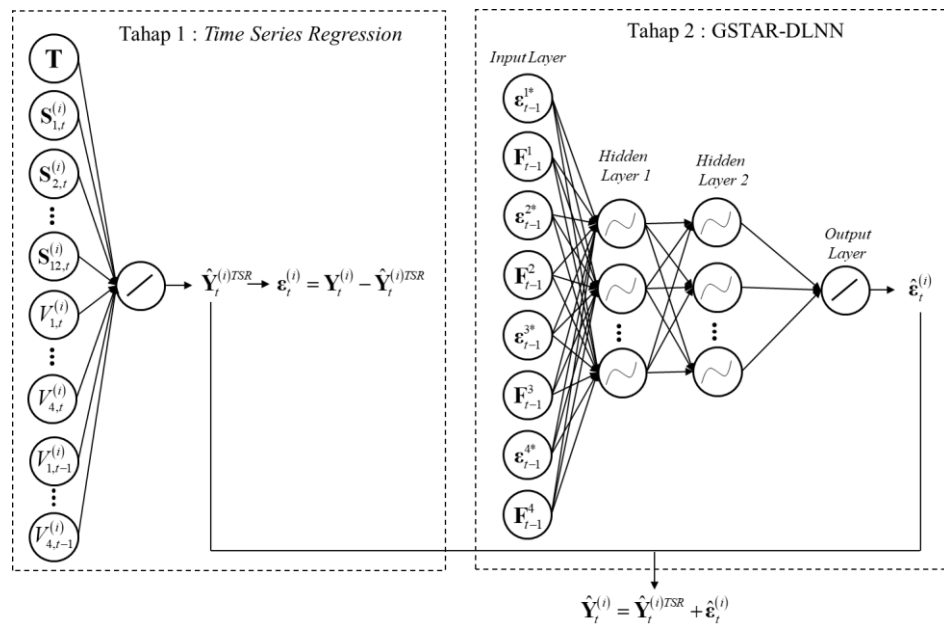 Tahap 1 : Time Series Regression
T
S_{1,t}^{(i)}
S_{2,t}^{(i)}
⋮
S_{12,t}^{(i)}
V_{1,t}^{(i)}
⋮
V_{4,t}^{(i)}
V_{1,t-1}^{(i)}
⋮
V_{4,t-1}^{(i)}
Ŷ_t^{(i)TSR} → ε_t^{(i)} = Y_t^{(i)} − Ŷ_t^{(i)TSR}
Tahap 2 : GSTAR-DLNN
Input Layer
ε_{t-1}^{1*}
F_{t-1}^{1}
ε_{t-1}^{2*}
F_{t-1}^{2}
ε_{t-1}^{3*}
F_{t-1}^{3}
ε_{t-1}^{4*}
F_{t-1}^{4}
Hidden
Layer 1
⋮
Hidden
Layer 2
⋮
Output
Layer
ε̂_t^{(i)}
Ŷ_t^{(i)} = Ŷ_t^{(i)TSR} + ε̂_t^{(i)}